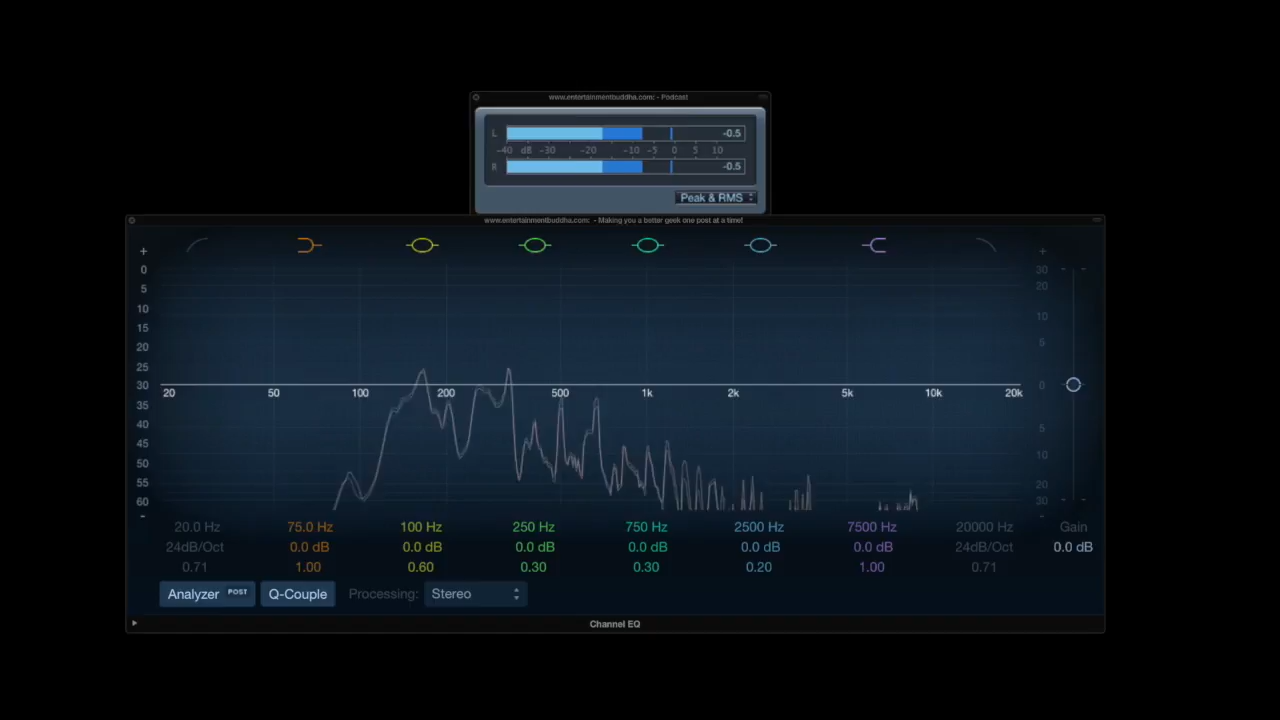 www.entertainmentbuddha.com: - Podcast
L -0.5
-40 dB -30 -20 -10 -5 0 5 10
R -0.5
Peak & RMS
www.entertainmentbuddha.com: - Making you a better geek one post at a time!
+ +
0 30
5 20
10 10
15
20 5
25
30 0
20 50 100 200 500 1k 2k 5k 10k 20k
35
40 5
45
50 10
55 20
60 30
- -
20.0 Hz 75.0 Hz 100 Hz 250 Hz 750 Hz 2500 Hz 7500 Hz 20000 Hz Gain
24dB/Oct 0.0 dB 0.0 dB 0.0 dB 0.0 dB 0.0 dB 0.0 dB 24dB/Oct 0.0 dB
0.71 1.00 0.60 0.30 0.30 0.20 1.00 0.71
Analyzer POST Q-Couple Processing: Stereo
Channel EQ